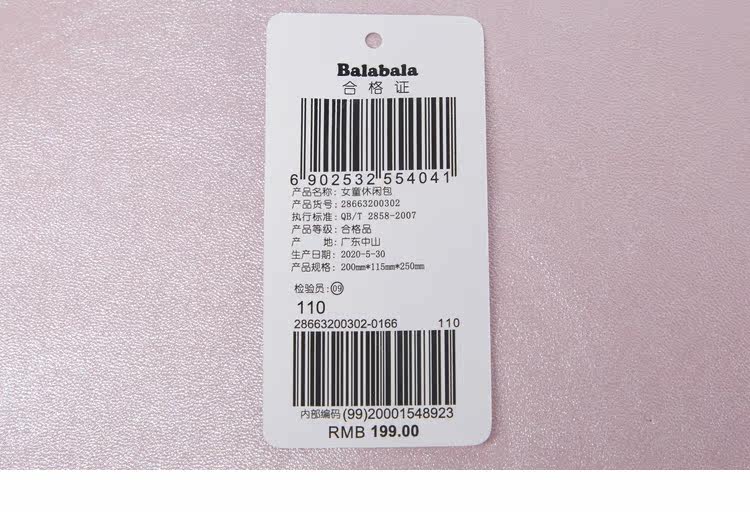 Balabala
合格证
6 902532 554041
产品名称：女童休闲包
产品货号：28663200302
执行标准：QB/T 2858-2007
产品等级：合格品
产 地：广东中山
生产日期：2020-5-30
产品规格：200mm*115mm*250mm
检验员：09
110
28663200302-0166 110
内部编码 (99)20001548923
RMB 199.00